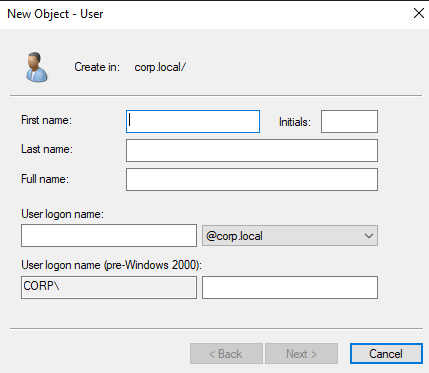 New Object - User
Create in: corp.local/
First name: Initials:
Last name:
Full name:
User logon name:
@corp.local
User logon name (pre-Windows 2000):
CORP\
< Back Next > Cancel